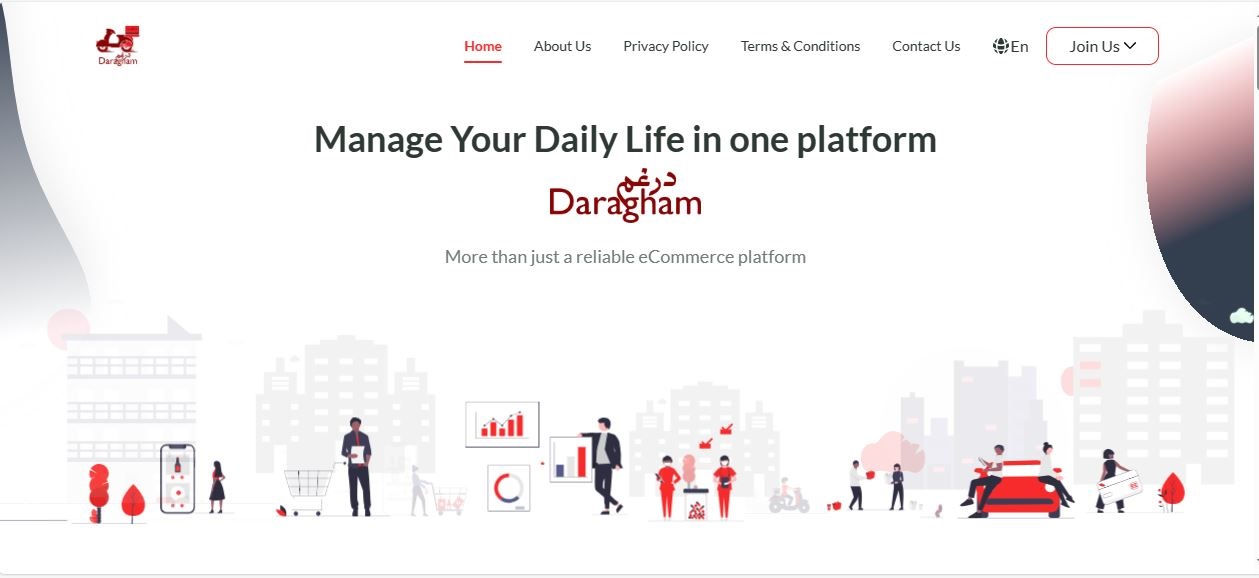 درغم
Daragham
Home
About Us
Privacy Policy
Terms & Conditions
Contact Us
En
Join Us
Manage Your Daily Life in one platform
درغم
Daragham
More than just a reliable eCommerce platform